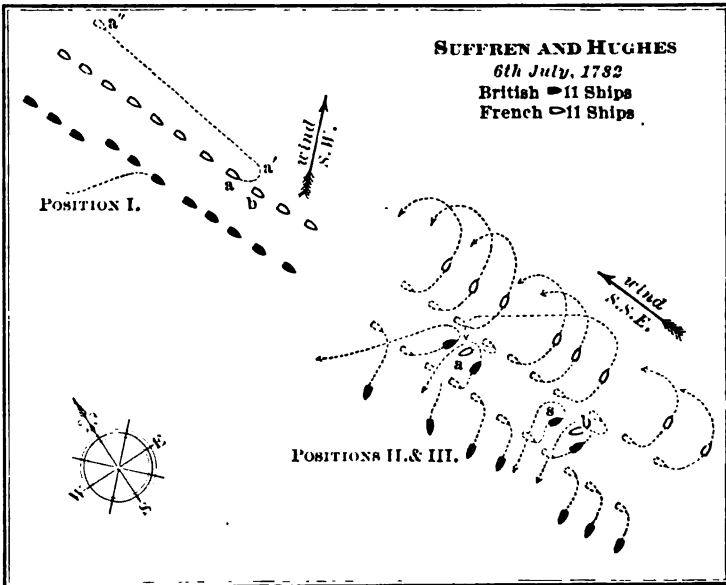 SUFFREN AND HUGHES
6th July, 1782
British 11 Ships
French 11 Ships
a''
wind
S.W.
a'
a
b
POSITION I.
wind
S.S.E.
a
s
b
POSITIONS II. & III.
E
W
S